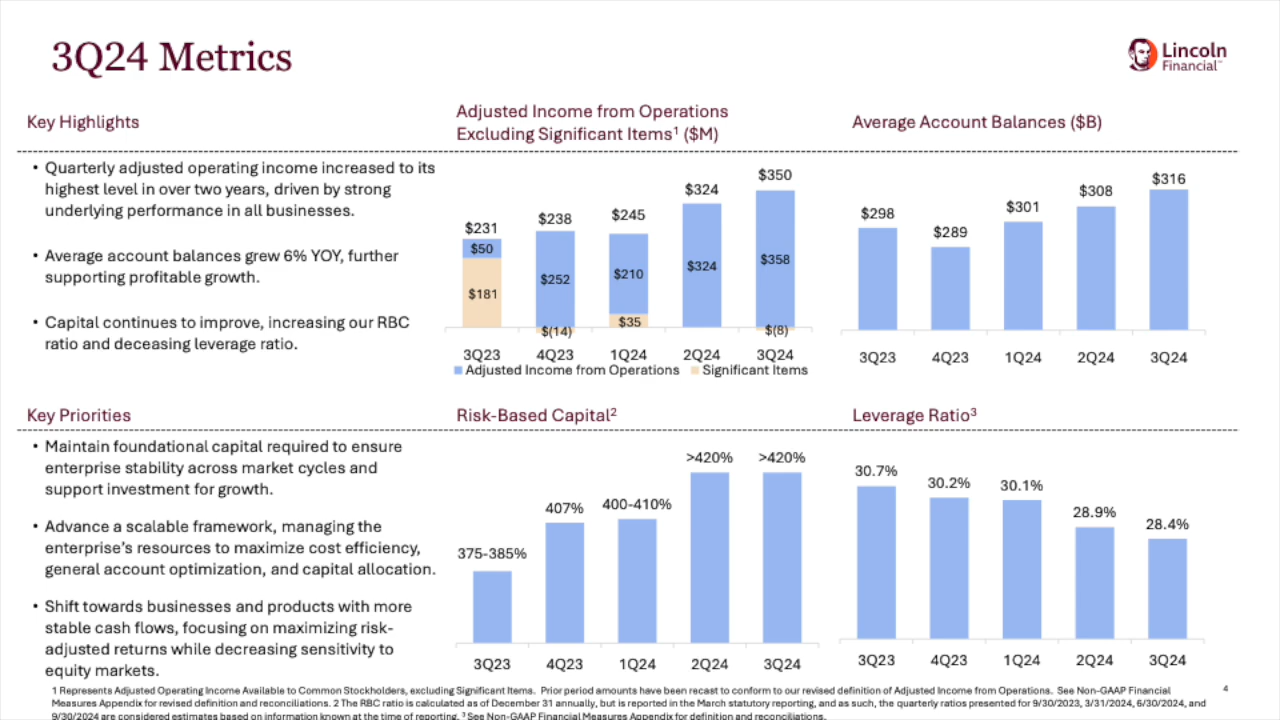 3Q24 Metrics
Lincoln
Financial℠
Key Highlights
• Quarterly adjusted operating income increased to its
highest level in over two years, driven by strong
underlying performance in all businesses.
• Average account balances grew 6% YOY, further
supporting profitable growth.
• Capital continues to improve, increasing our RBC
ratio and deceasing leverage ratio.
Adjusted Income from Operations
Excluding Significant Items¹ ($M)
$231
$238
$245
$324
$350
$50
$181
$252
$(14)
$210
$35
$324
$358
$(8)
3Q23 4Q23 1Q24 2Q24 3Q24
Adjusted Income from Operations Significant Items
Average Account Balances ($B)
$298
$289
$301
$308
$316
3Q23 4Q23 1Q24 2Q24 3Q24
Key Priorities
• Maintain foundational capital required to ensure
enterprise stability across market cycles and
support investment for growth.
• Advance a scalable framework, managing the
enterprise's resources to maximize cost efficiency,
general account optimization, and capital allocation.
• Shift towards businesses and products with more
stable cash flows, focusing on maximizing risk-
adjusted returns while decreasing sensitivity to
equity markets.
Risk-Based Capital²
375-385%
407%
400-410%
>420%
>420%
3Q23 4Q23 1Q24 2Q24 3Q24
Leverage Ratio³
30.7%
30.2%
30.1%
28.9%
28.4%
3Q23 4Q23 1Q24 2Q24 3Q24
1 Represents Adjusted Operating Income Available to Common Stockholders, excluding Significant Items. Prior period amounts have been recast to conform to our revised definition of Adjusted Income from Operations. See Non-GAAP Financial
Measures Appendix for revised definition and reconciliations. 2 The RBC ratio is calculated as of December 31 annually, but is reported in the March statutory reporting, and as such, the quarterly ratios presented for 9/30/2023, 3/31/2024, 6/30/2024, and
9/30/2024 are considered estimates based on information known at the time of reporting. ³ See Non-GAAP Financial Measures Appendix for definition and reconciliations.
4